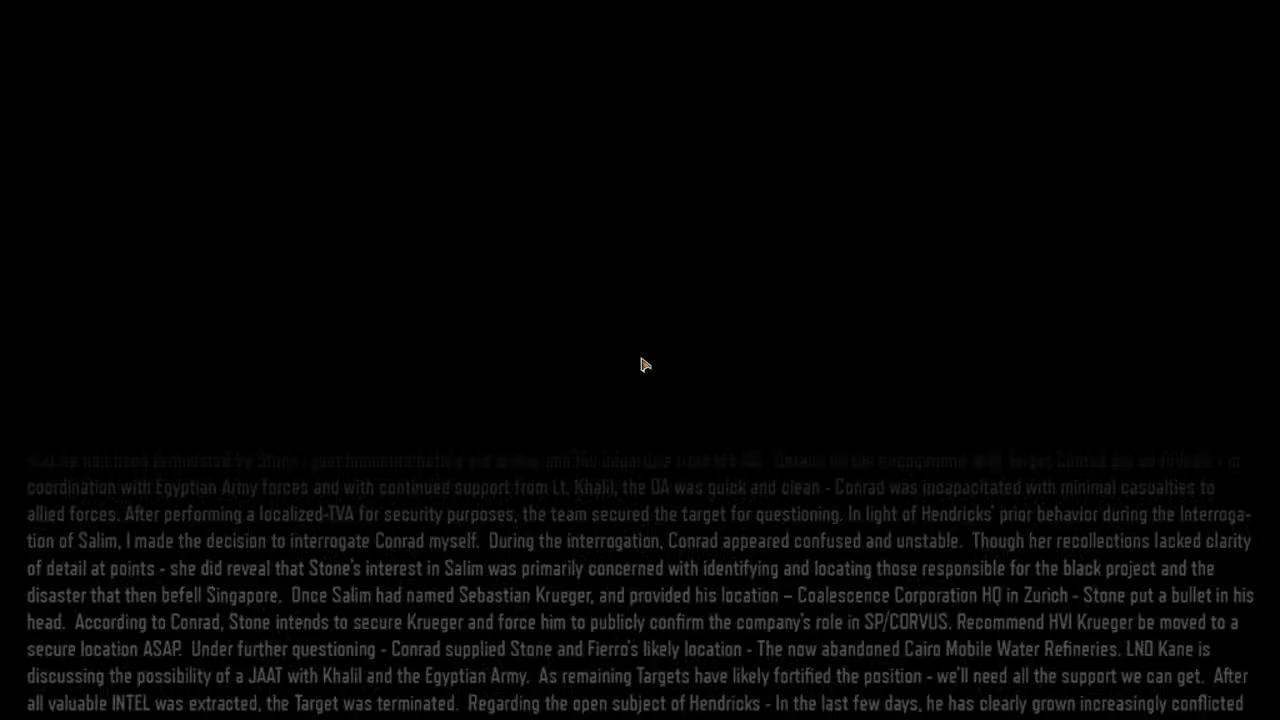 coordination with Egyptian Army forces and with continued support from Lt. Khalil, the OA was quick and clean - Conrad was incapacitated with minimal casualties to
allied forces. After performing a localized-TVA for security purposes, the team secured the target for questioning. In light of Hendricks' prior behavior during the Interroga-
tion of Salim, I made the decision to interrogate Conrad myself. During the interrogation, Conrad appeared confused and unstable. Though her recollections lacked clarity
of detail at points - she did reveal that Stone's interest in Salim was primarily concerned with identifying and locating those responsible for the black project and the
disaster that then befell Singapore. Once Salim had named Sebastian Krueger, and provided his location – Coalescence Corporation HQ in Zurich - Stone put a bullet in his
head. According to Conrad, Stone intends to secure Krueger and force him to publicly confirm the company's role in SP/CORVUS. Recommend HVI Krueger be moved to a
secure location ASAP. Under further questioning - Conrad supplied Stone and Fierro's likely location - The now abandoned Cairo Mobile Water Refineries. LNO Kane is
discussing the possibility of a JAAT with Khalil and the Egyptian Army. As remaining Targets have likely fortified the position - we'll need all the support we can get. After
all valuable INTEL was extracted, the Target was terminated. Regarding the open subject of Hendricks - In the last few days, he has clearly grown increasingly conflicted